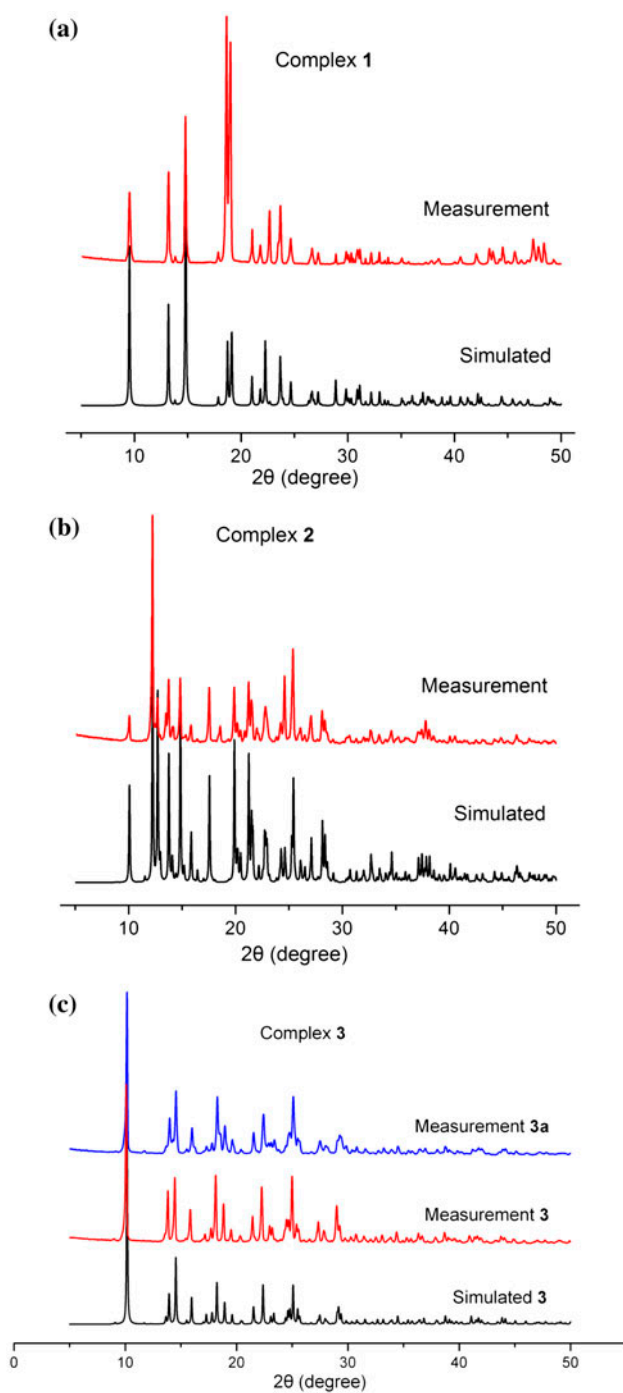 (a)
Complex 1
Measurement
Simulated
10 20 30 40 50
2θ (degree)
(b)
Complex 2
Measurement
Simulated
10 20 30 40 50
2θ (degree)
(c)
Complex 3
Measurement 3a
Measurement 3
Simulated 3
0 10 20 30 40 50
2θ (degree)